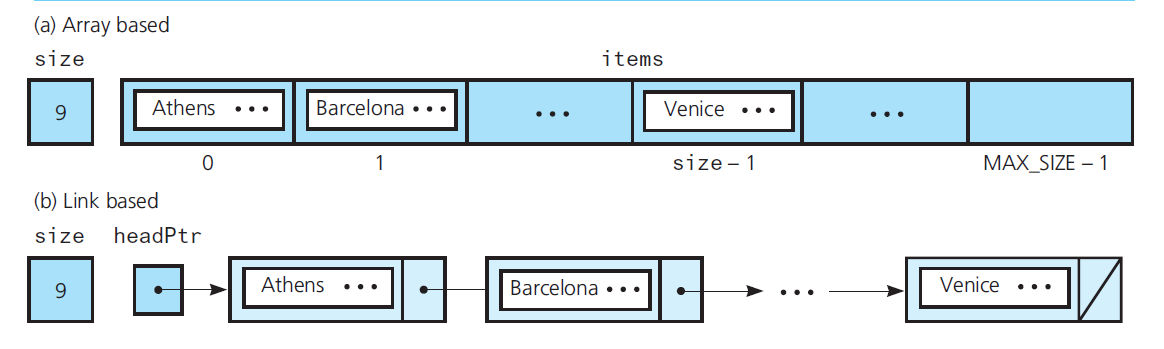 (a) Array based
size items
9 Athens ••• Barcelona ••• ••• Venice ••• •••
0 1 size – 1 MAX_SIZE – 1
(b) Link based
size headPtr
9 Athens ••• Barcelona ••• ••• Venice •••